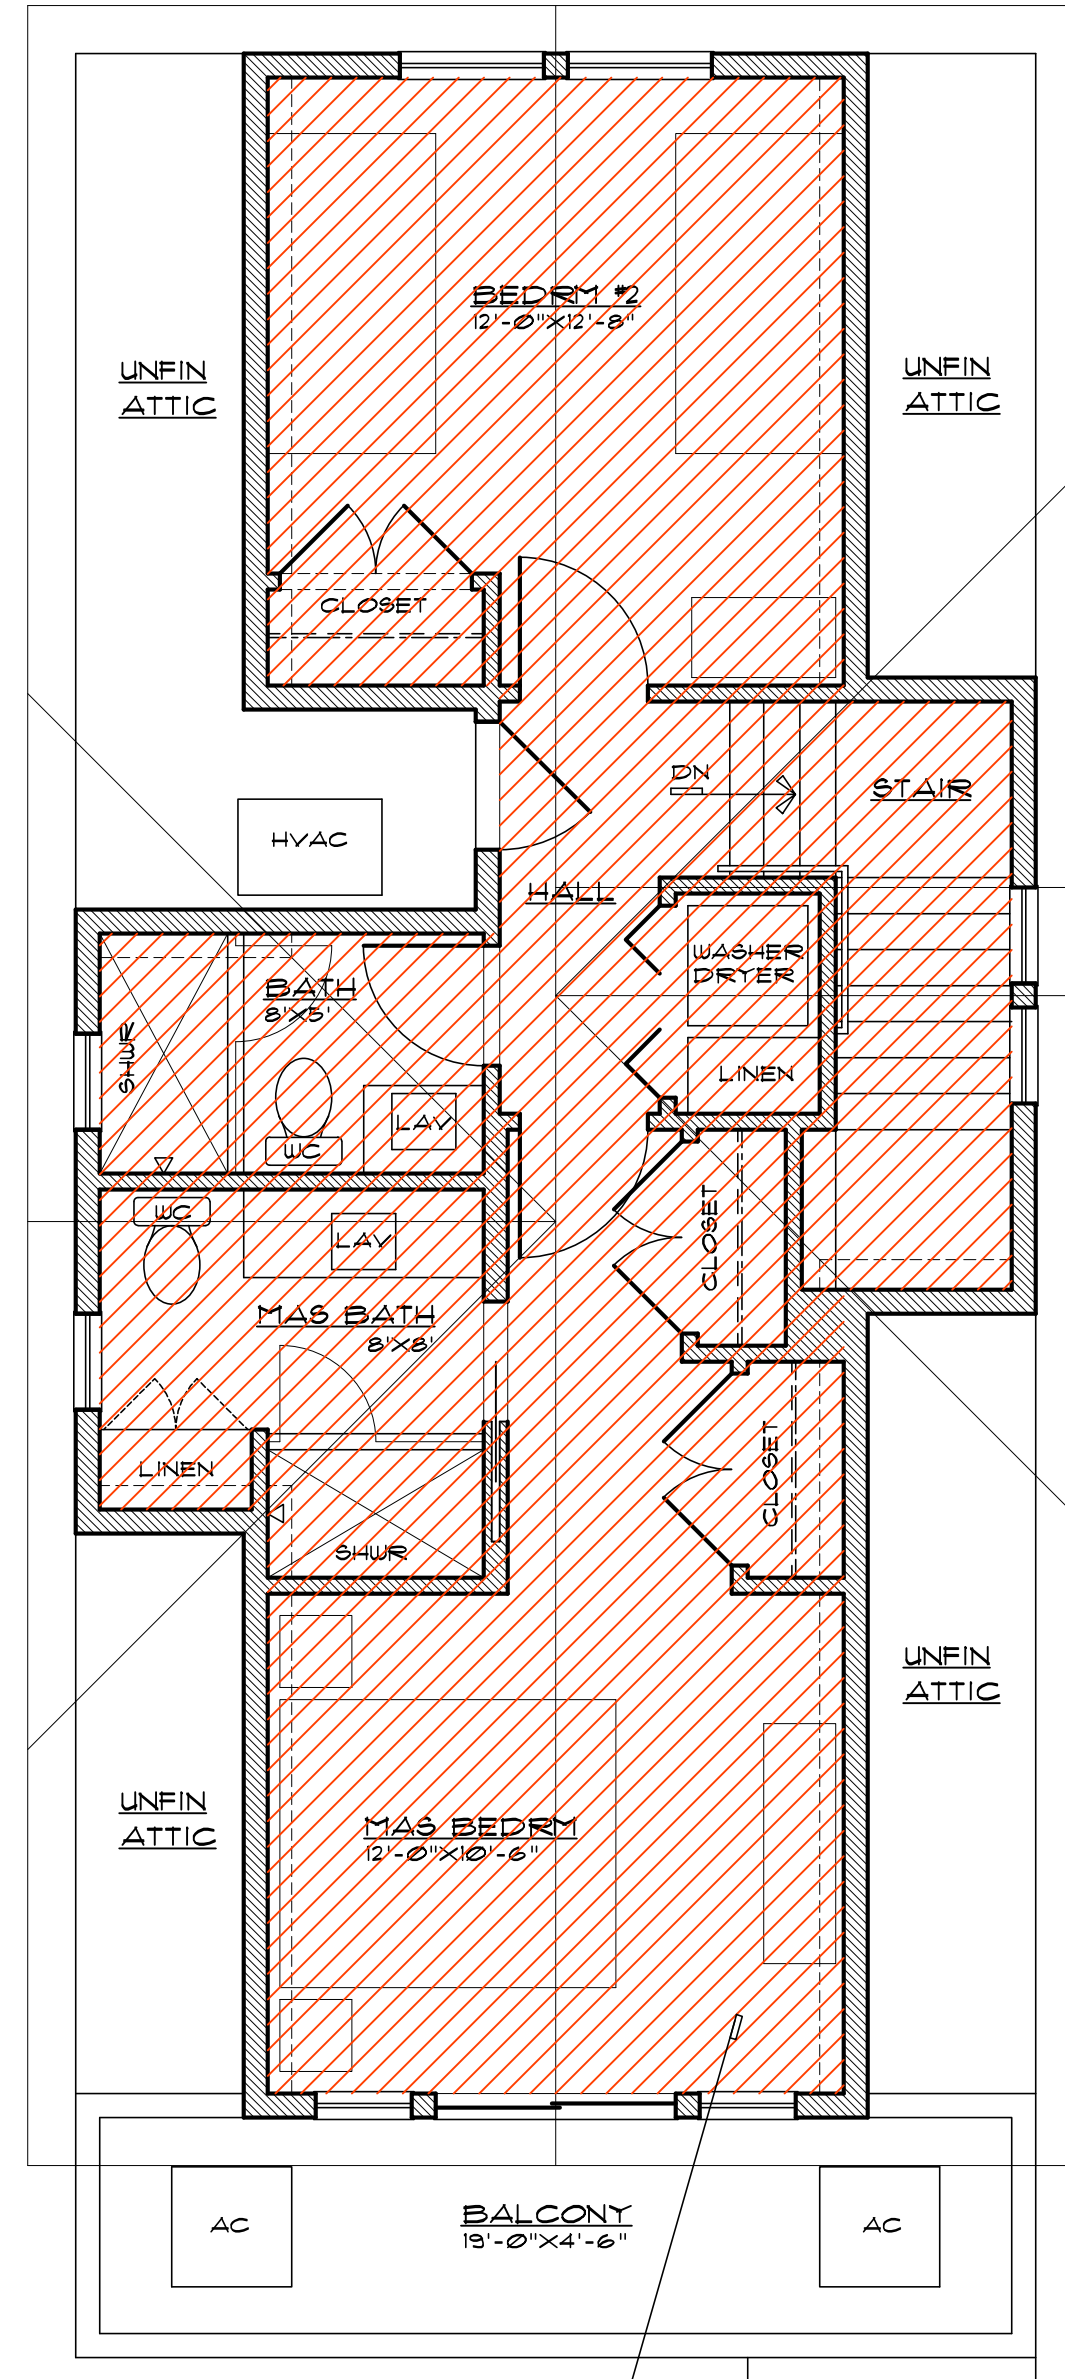 BEDRM #2
12'-0"X12'-8"
UNFIN
ATTIC
UNFIN
ATTIC
CLOSET
DN
STAIR
HVAC
HALL
WASHER
DRYER
BATH
8'X5'
SHWR
LINEN
LAV
WC
WC
LAV
CLOSET
MAS BATH
8'X8'
LINEN
CLOSET
SHWR
UNFIN
ATTIC
UNFIN
ATTIC
MAS BEDRM
12'-0"X10'-6"
BALCONY
19'-0"X4'-6"
AC
AC